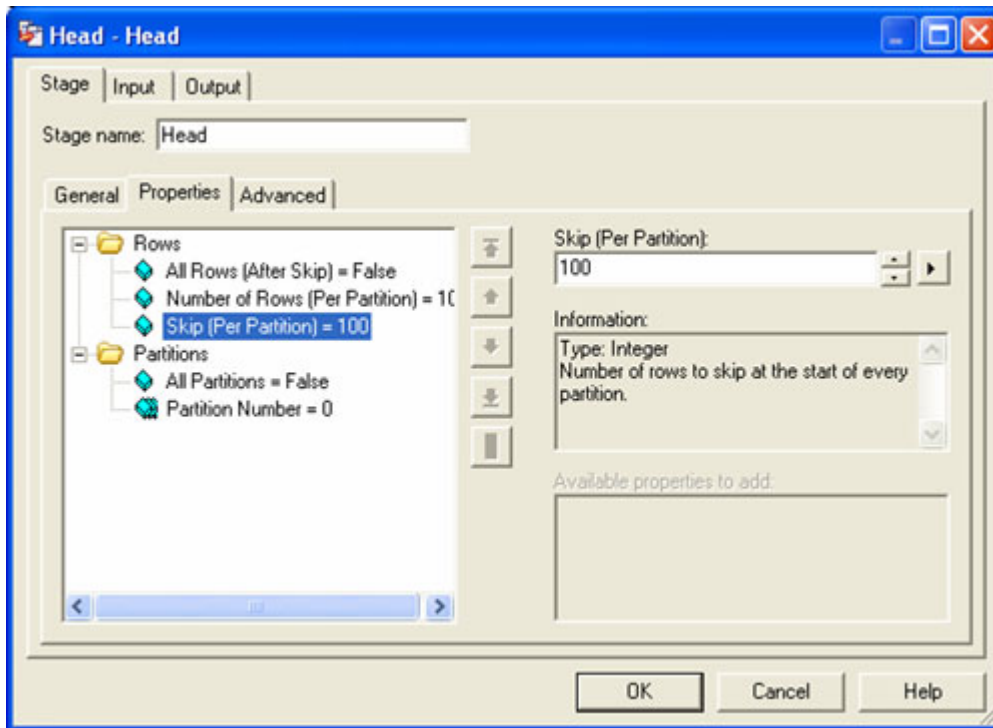 Head - Head
Stage Input Output
Stage name: Head
General Properties Advanced
Rows
All Rows (After Skip) = False
Number of Rows (Per Partition) =
Skip (Per Partition) = 100
Partitions
All Partitions = False
Partition Number = 0
Skip (Per Partition):
100
Information:
Type: Integer
Number of rows to skip at the start of every
partition.
Available properties to add:
OK Cancel Help